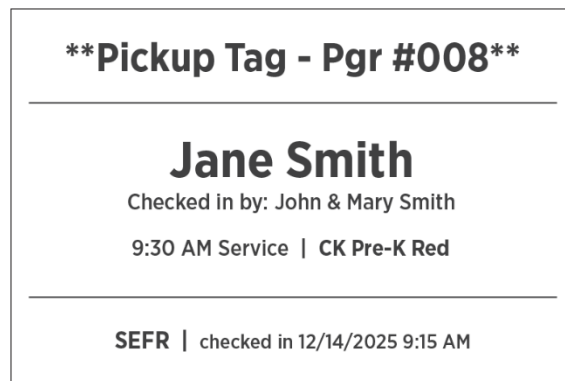 **Pickup Tag - Pgr #008**
Jane Smith
Checked in by: John & Mary Smith
9:30 AM Service | CK Pre-K Red
SEFR | checked in 12/14/2025 9:15 AM